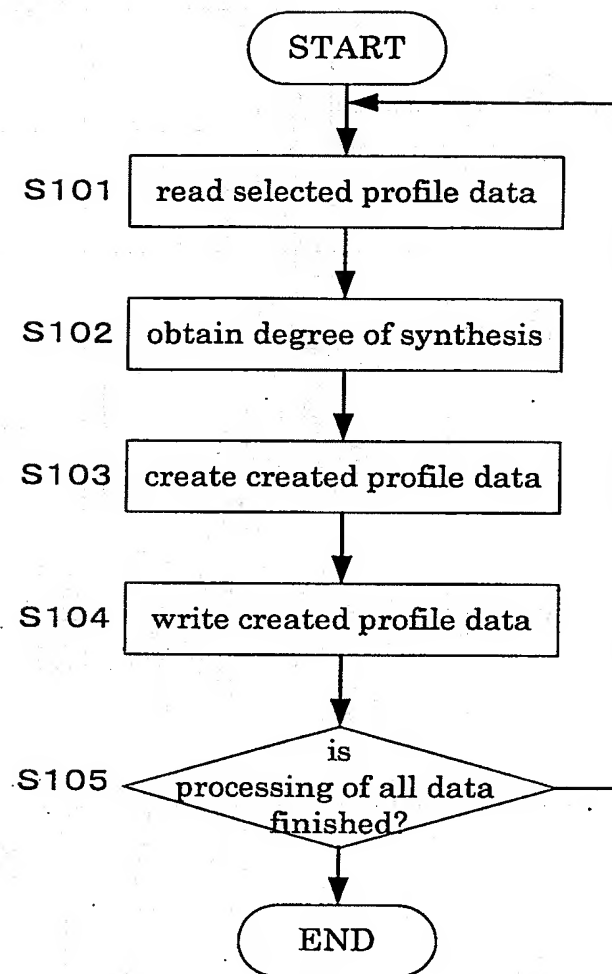 START
S101 read selected profile data
S102 obtain degree of synthesis
S103 create created profile data
S104 write created profile data
is
S105 processing of all data
finished?
END